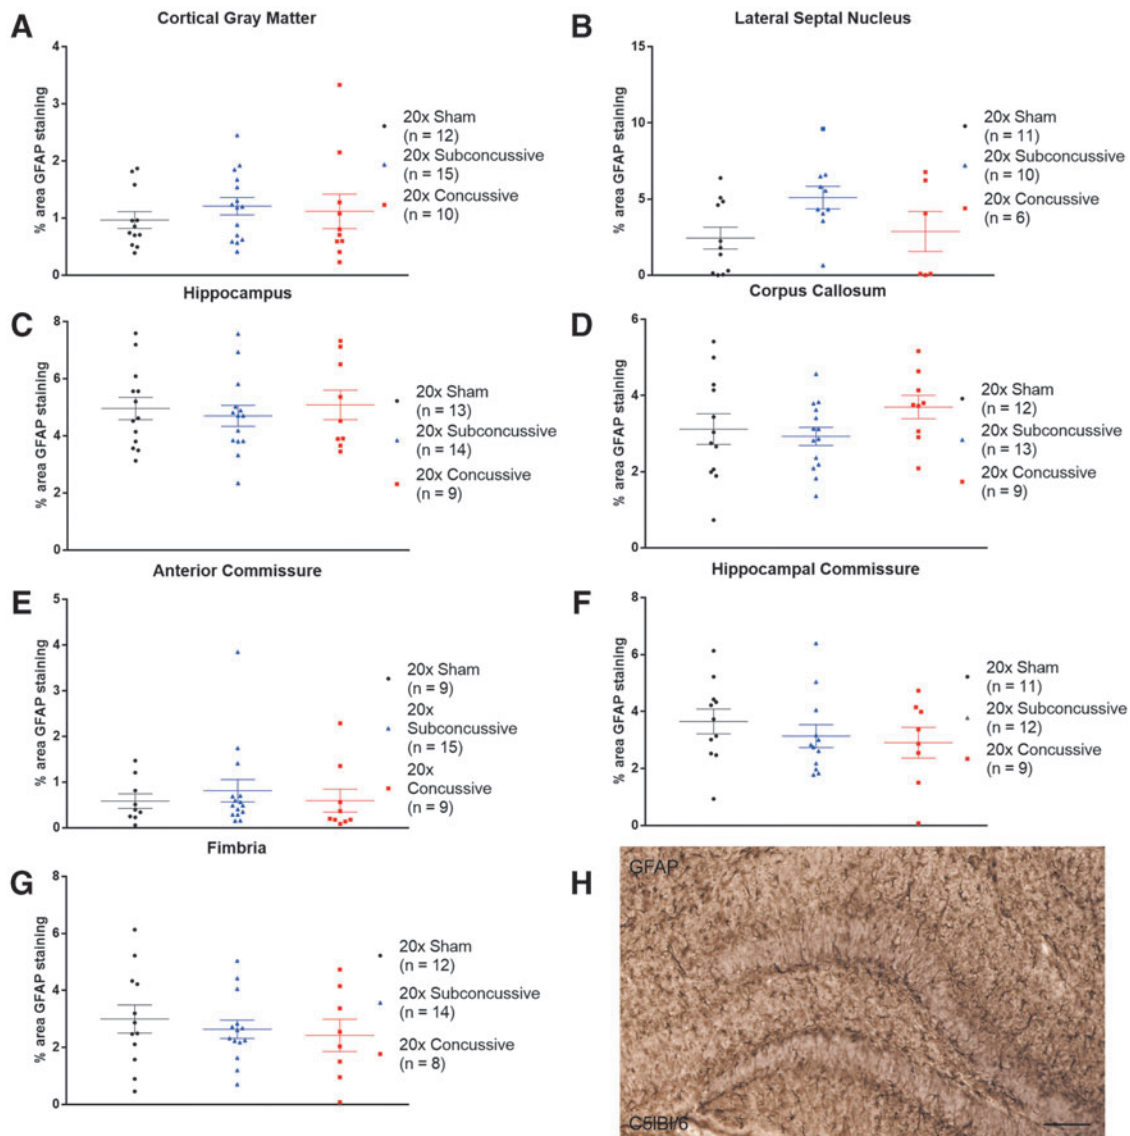 A
Cortical Gray Matter
% area GFAP staining
4
3
2
1
0
20x Sham
(n = 12)
20x Subconcussive
(n = 15)
20x Concussive
(n = 10)
B
Lateral Septal Nucleus
% area GFAP staining
15
10
5
0
20x Sham
(n = 11)
20x Subconcussive
(n = 10)
20x Concussive
(n = 6)
C
Hippocampus
% area GFAP staining
8
6
4
2
0
20x Sham
(n = 13)
20x Subconcussive
(n = 14)
20x Concussive
(n = 9)
D
Corpus Callosum
% area GFAP staining
6
4
2
0
20x Sham
(n = 12)
20x Subconcussive
(n = 13)
20x Concussive
(n = 9)
E
Anterior Commissure
% area GFAP staining
5
4
3
2
1
0
20x Sham
(n = 9)
20x
Subconcussive
(n = 15)
20x
Concussive
(n = 9)
F
Hippocampal Commissure
% area GFAP staining
8
6
4
2
0
20x Sham
(n = 11)
20x Subconcussive
(n = 12)
20x Concussive
(n = 9)
G
Fimbria
% area GFAP staining
8
6
4
2
0
20x Sham
(n = 12)
20x Subconcussive
(n = 14)
20x Concussive
(n = 8)
H
GFAP
C5lBl/6